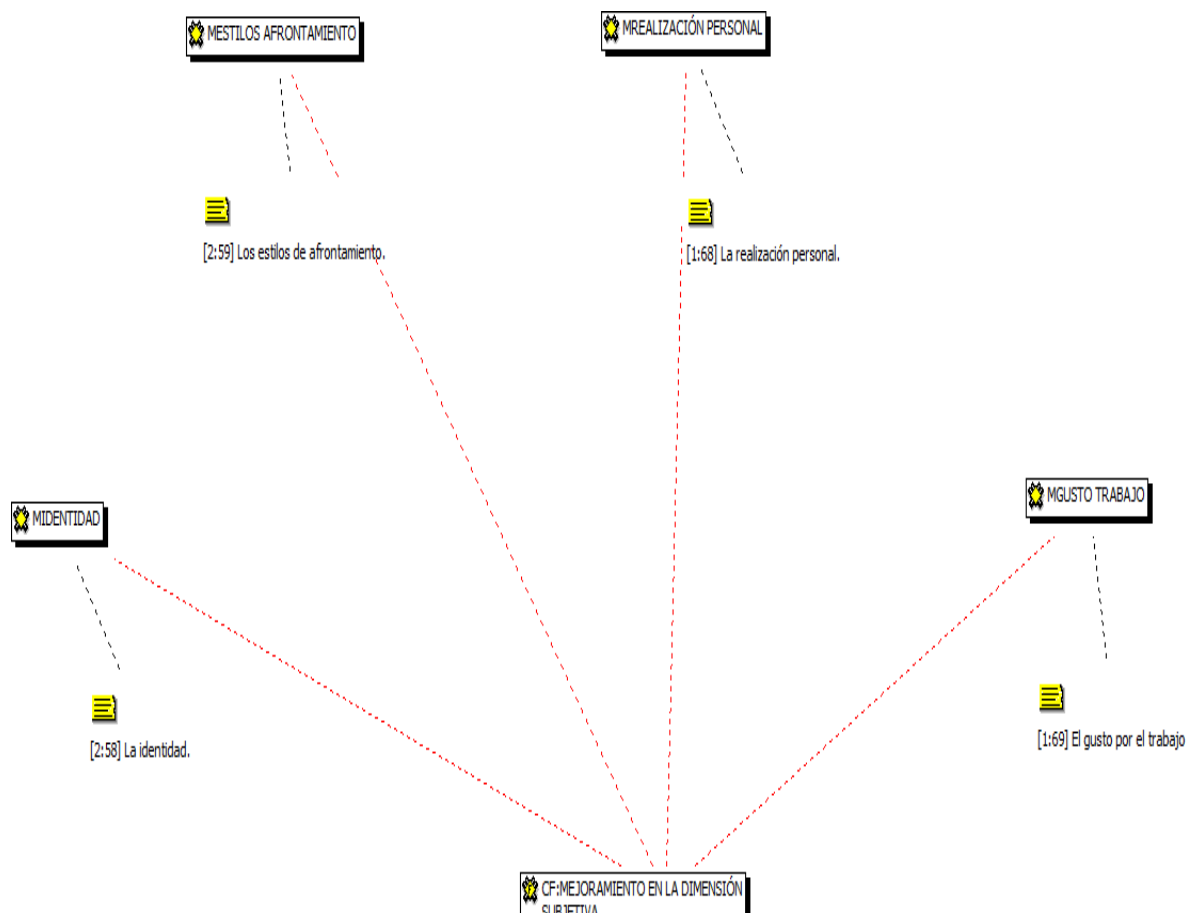 MESTILOS AFRONTAMIENTO
MREALIZACIÓN PERSONAL
[2:59] Los estilos de afrontamiento.
[1:68] La realización personal.
MIDENTIDAD
MGUSTO TRABAJO
[2:58] La identidad.
[1:69] El gusto por el trabajo
CF:MEJORAMIENTO EN LA DIMENSIÓN
SUBJETIVA